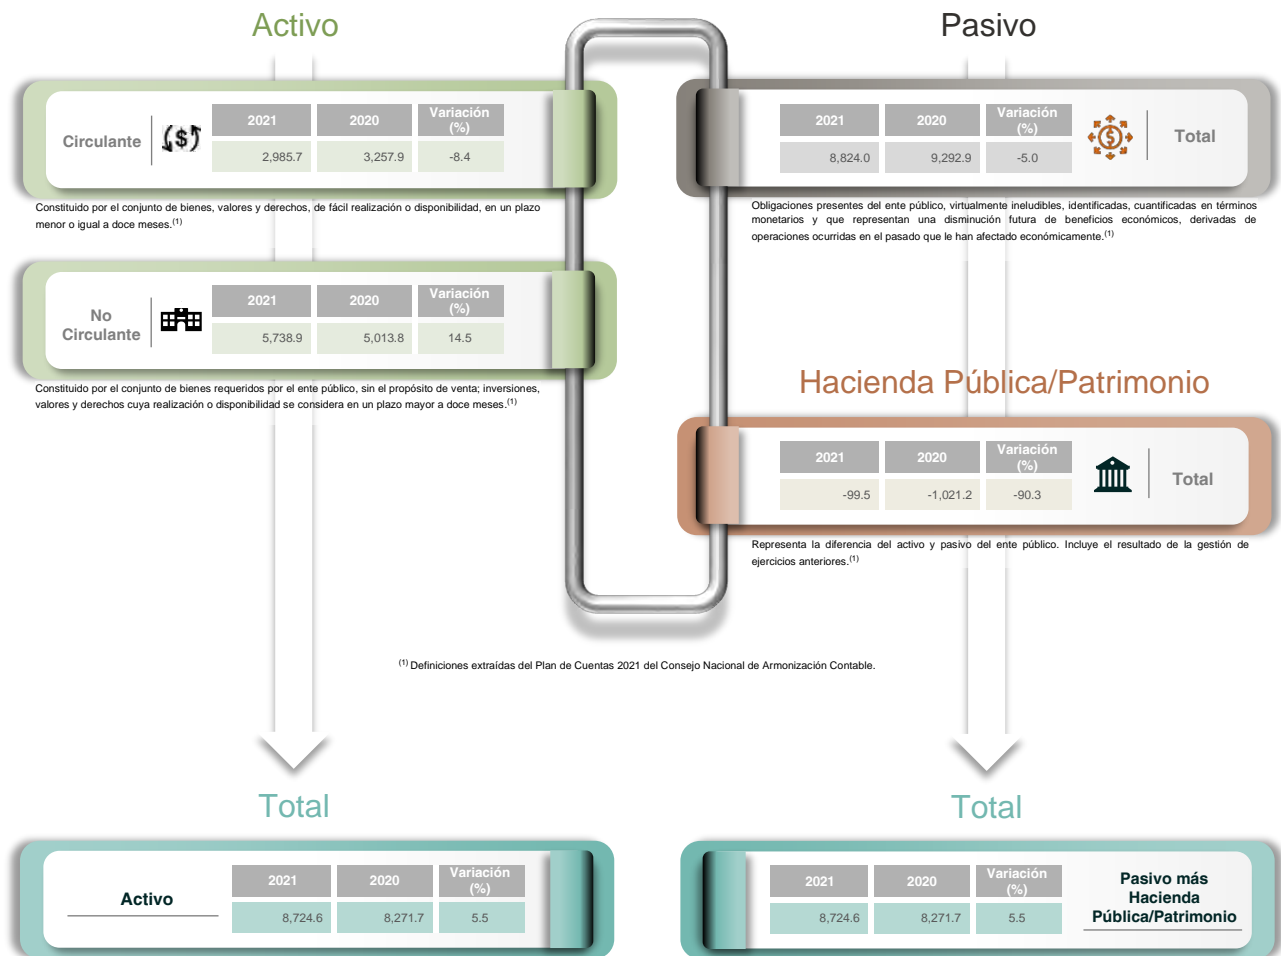 Activo
Circulante
2021 2020 Variación (%)
2,985.7 3,257.9 -8.4
Constituido por el conjunto de bienes, valores y derechos, de fácil realización o disponibilidad, en un plazo
menor o igual a doce meses.(1)
No
Circulante
2021 2020 Variación (%)
5,738.9 5,013.8 14.5
Constituido por el conjunto de bienes requeridos por el ente público, sin el propósito de venta; inversiones,
valores y derechos cuya realización o disponibilidad se considera en un plazo mayor a doce meses.(1)
Pasivo
2021 2020 Variación (%)
8,824.0 9,292.9 -5.0
Total
Obligaciones presentes del ente público, virtualmente ineludibles, identificadas, cuantificadas en términos
monetarios y que representan una disminución futura de beneficios económicos, derivadas de
operaciones ocurridas en el pasado que le han afectado económicamente.(1)
Hacienda Pública/Patrimonio
2021 2020 Variación (%)
-99.5 -1,021.2 -90.3
Total
Representa la diferencia del activo y pasivo del ente público. Incluye el resultado de la gestión de
ejercicios anteriores.(1)
(1) Definiciones extraídas del Plan de Cuentas 2021 del Consejo Nacional de Armonización Contable.
Total
Activo
2021 2020 Variación (%)
8,724.6 8,271.7 5.5
Total
2021 2020 Variación (%)
8,724.6 8,271.7 5.5
Pasivo más
Hacienda
Pública/Patrimonio